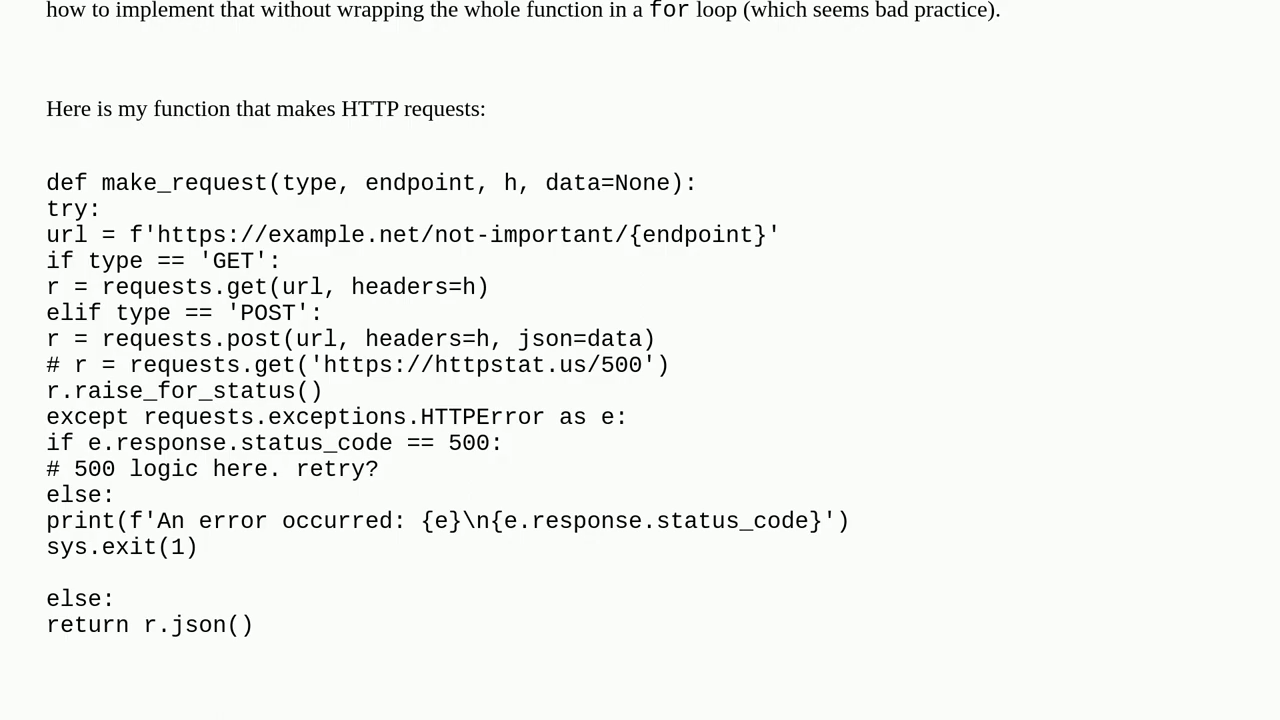 how to implement that without wrapping the whole function in a for loop (which seems bad practice).
Here is my function that makes HTTP requests:
def make_request(type, endpoint, h, data=None):
try:
url = f'https://example.net/not-important/{endpoint}'
if type == 'GET':
r = requests.get(url, headers=h)
elif type == 'POST':
r = requests.post(url, headers=h, json=data)
# r = requests.get('https://httpstat.us/500')
r.raise_for_status()
except requests.exceptions.HTTPError as e:
if e.response.status_code == 500:
# 500 logic here. retry?
else:
print(f'An error occurred: {e}\n{e.response.status_code}')
sys.exit(1)
else:
return r.json()